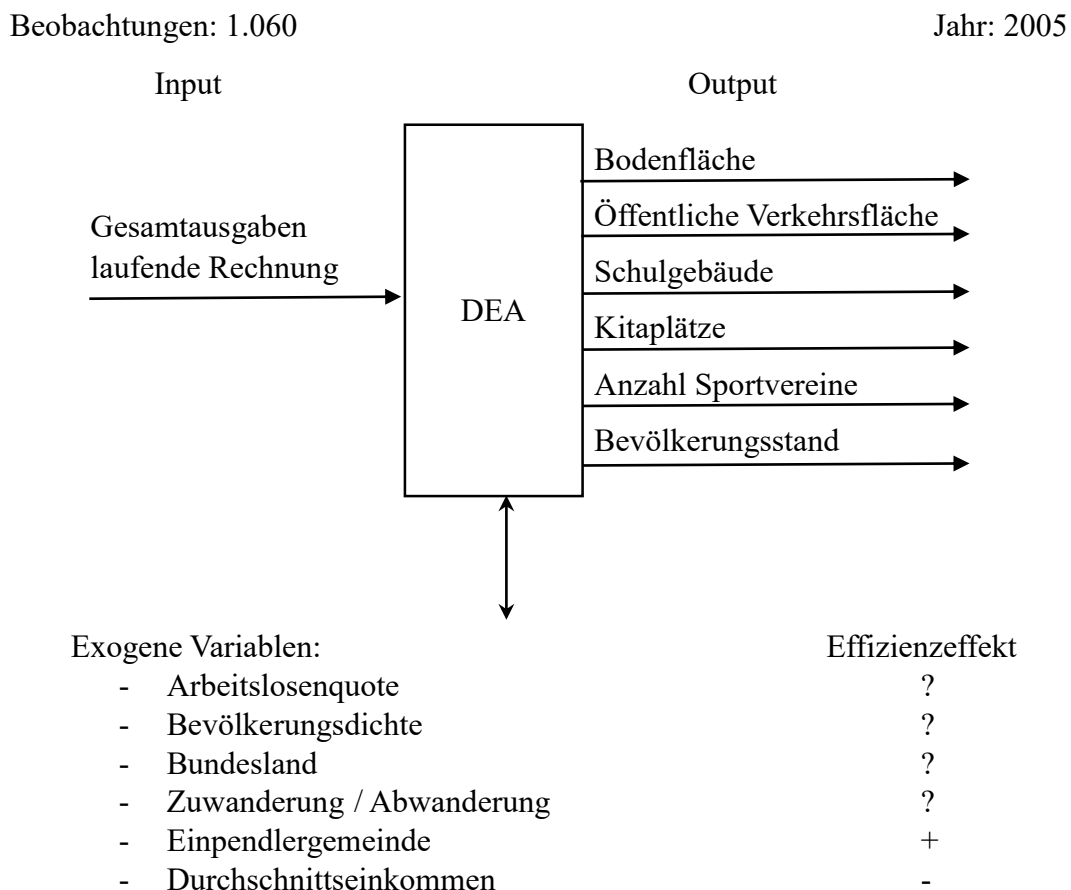 Beobachtungen: 1.060 Jahr: 2005
Input Output
Bodenfläche
Öffentliche Verkehrsfläche
Gesamtausgaben
laufende Rechnung
Schulgebäude
DEA
Kitaplätze
Anzahl Sportvereine
Bevölkerungsstand
Exogene Variablen: Effizienzeffekt
- Arbeitslosenquote ?
- Bevölkerungsdichte ?
- Bundesland ?
- Zuwanderung / Abwanderung ?
- Einpendlergemeinde +
- Durchschnittseinkommen -